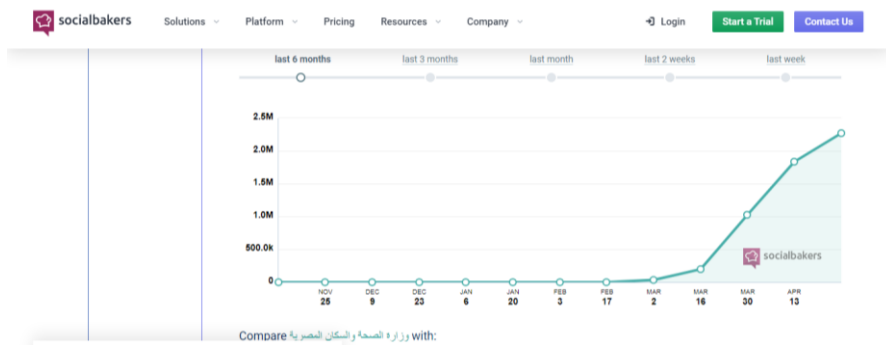 socialbakers Solutions Platform Pricing Resources Company Login Start a Trial Contact Us
last 6 months last 3 months last month last 2 weeks last week
2.5M
2.0M
1.5M
1.0M
500.0k
socialbakers
0
NOV 25 DEC 9 DEC 23 JAN 6 JAN 20 FEB 3 FEB 17 MAR 2 MAR 16 MAR 30 APR 13
Compare وزارة الصحة والسكان المصرية with: